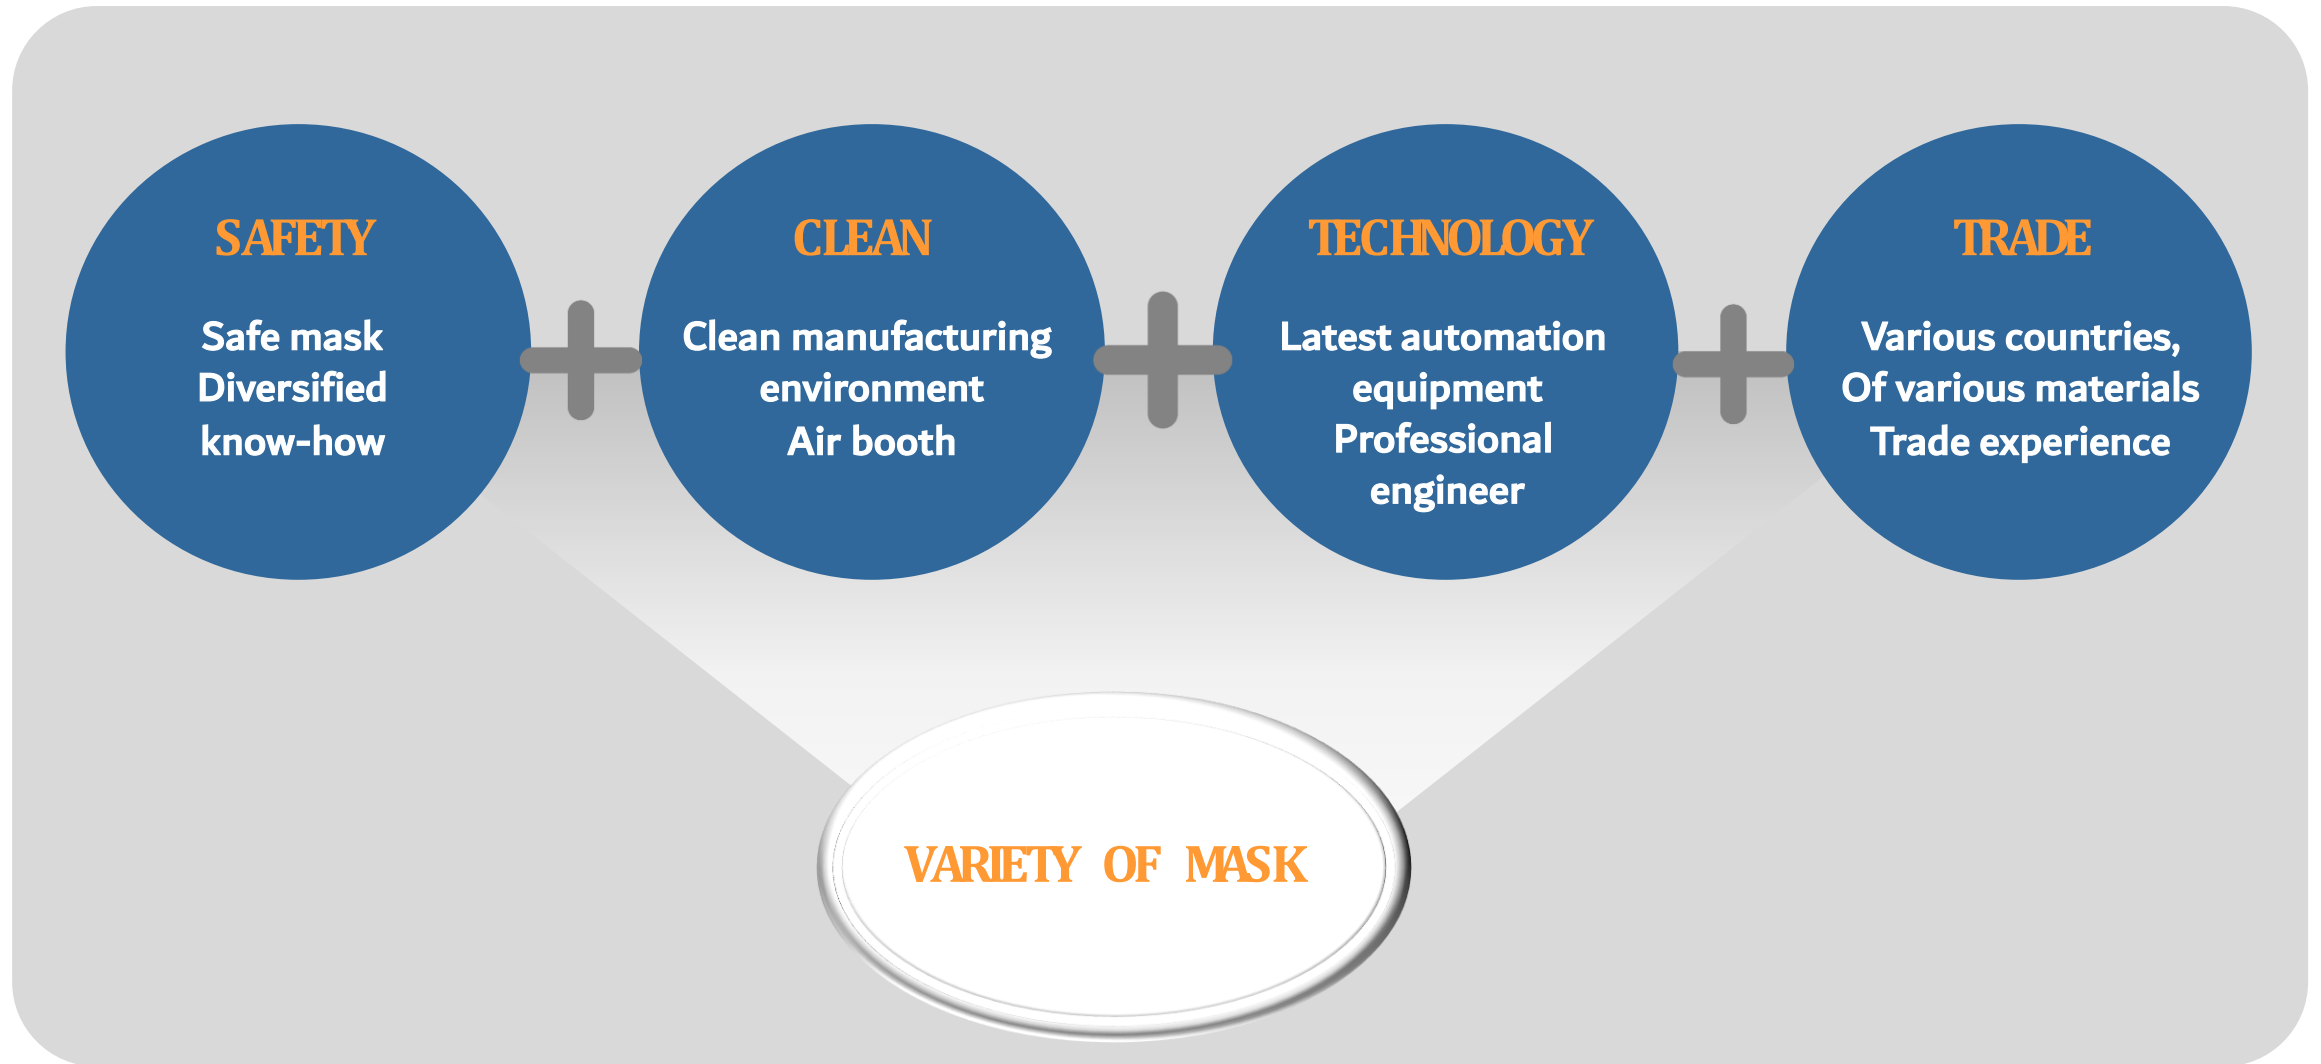 SAFETY
Safe mask
Diversified
know-how
CLEAN
Clean manufacturing
environment
Air booth
TECHNOLOGY
Latest automation
equipment
Professional
engineer
TRADE
Various countries,
Of various materials
Trade experience
VARIETY OF MASK